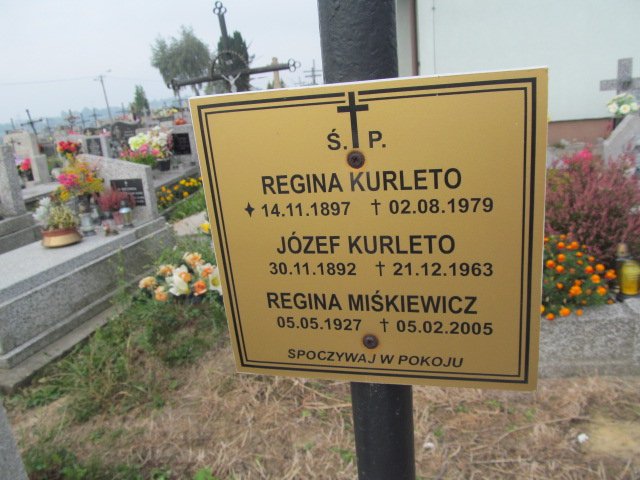 Ś. P.
REGINA KURLETO
✦ 14.11.1897 † 02.08.1979
JÓZEF KURLETO
30.11.1892 † 21.12.1963
REGINA MIŚKIEWICZ
05.05.1927 † 05.02.2005
SPOCZYWAJ W POKOJU